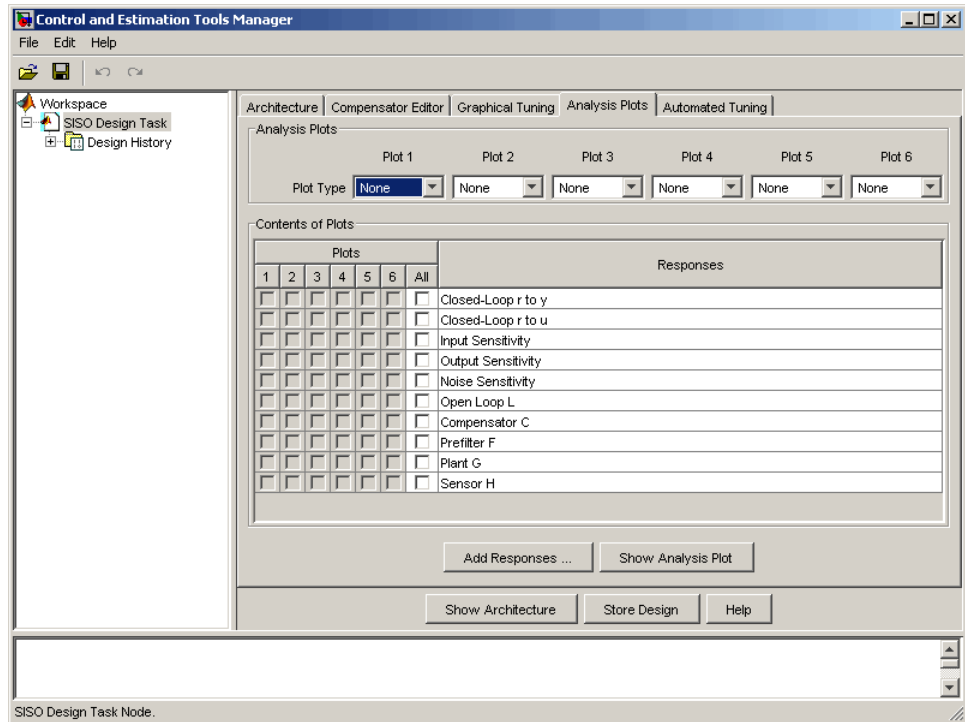 Control and Estimation Tools Manager
File Edit Help
Workspace
SISO Design Task
Design History
Architecture Compensator Editor Graphical Tuning Analysis Plots Automated Tuning
Analysis Plots
Plot 1 Plot 2 Plot 3 Plot 4 Plot 5 Plot 6
Plot Type None None None None None None
Contents of Plots
Plots
Responses
1 2 3 4 5 6 All
Closed-Loop r to y
Closed-Loop r to u
Input Sensitivity
Output Sensitivity
Noise Sensitivity
Open Loop L
Compensator C
Prefilter F
Plant G
Sensor H
Add Responses ... Show Analysis Plot
Show Architecture Store Design Help
SISO Design Task Node.